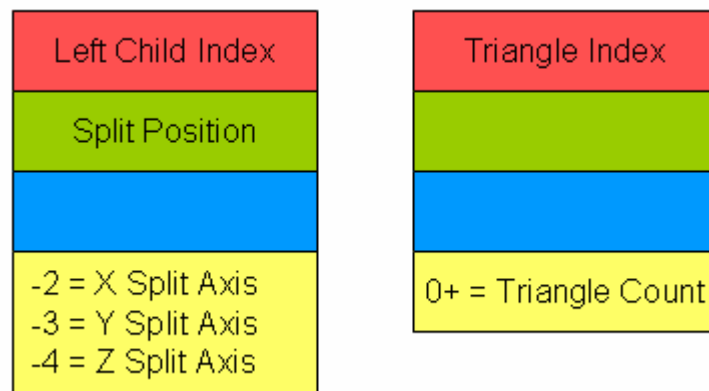 Left Child Index
Split Position
-2 = X Split Axis
-3 = Y Split Axis
-4 = Z Split Axis
Triangle Index
0+ = Triangle Count